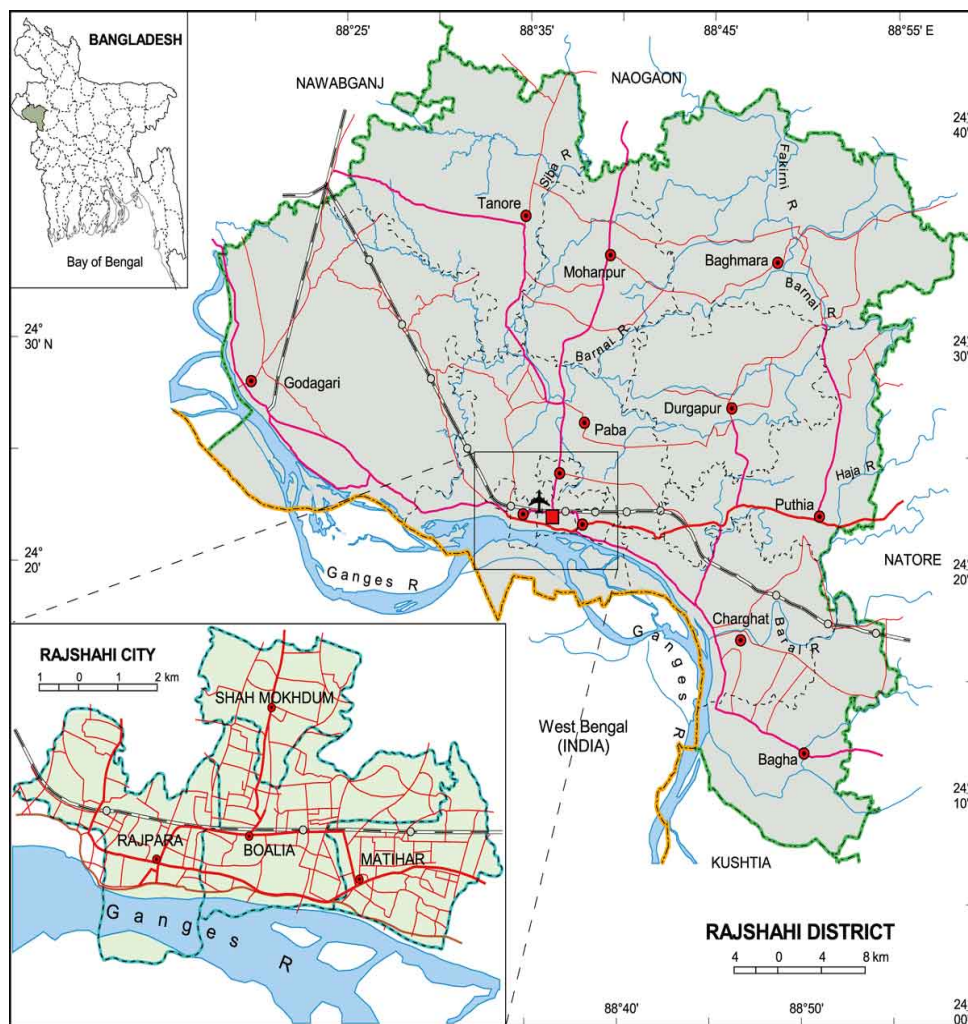 BANGLADESH
Bay of Bengal
88°25'
88°35'
88°45'
88°55' E
NAWABGANJ
NAOGAON
24°
40'
Siba R
Fakirni R
Tanore
Mohanpur
Baghmara
Barnai R
Barnai R
24°
30' N
24°
30'
Godagari
Durgapur
Paba
Haja R
Puthia
24°
20'
NATORE
24°
20'
Ganges R
Charghat
Baral R
Ganges R
West Bengal
(INDIA)
Bagha
24°
10'
KUSHTIA
RAJSHAHI CITY
1 0 1 2 km
SHAH MOKHDUM
RAJPARA
BOALIA
MATIHAR
Ganges R
RAJSHAHI DISTRICT
4 0 4 8 km
88°40'
88°50'
24°
00'